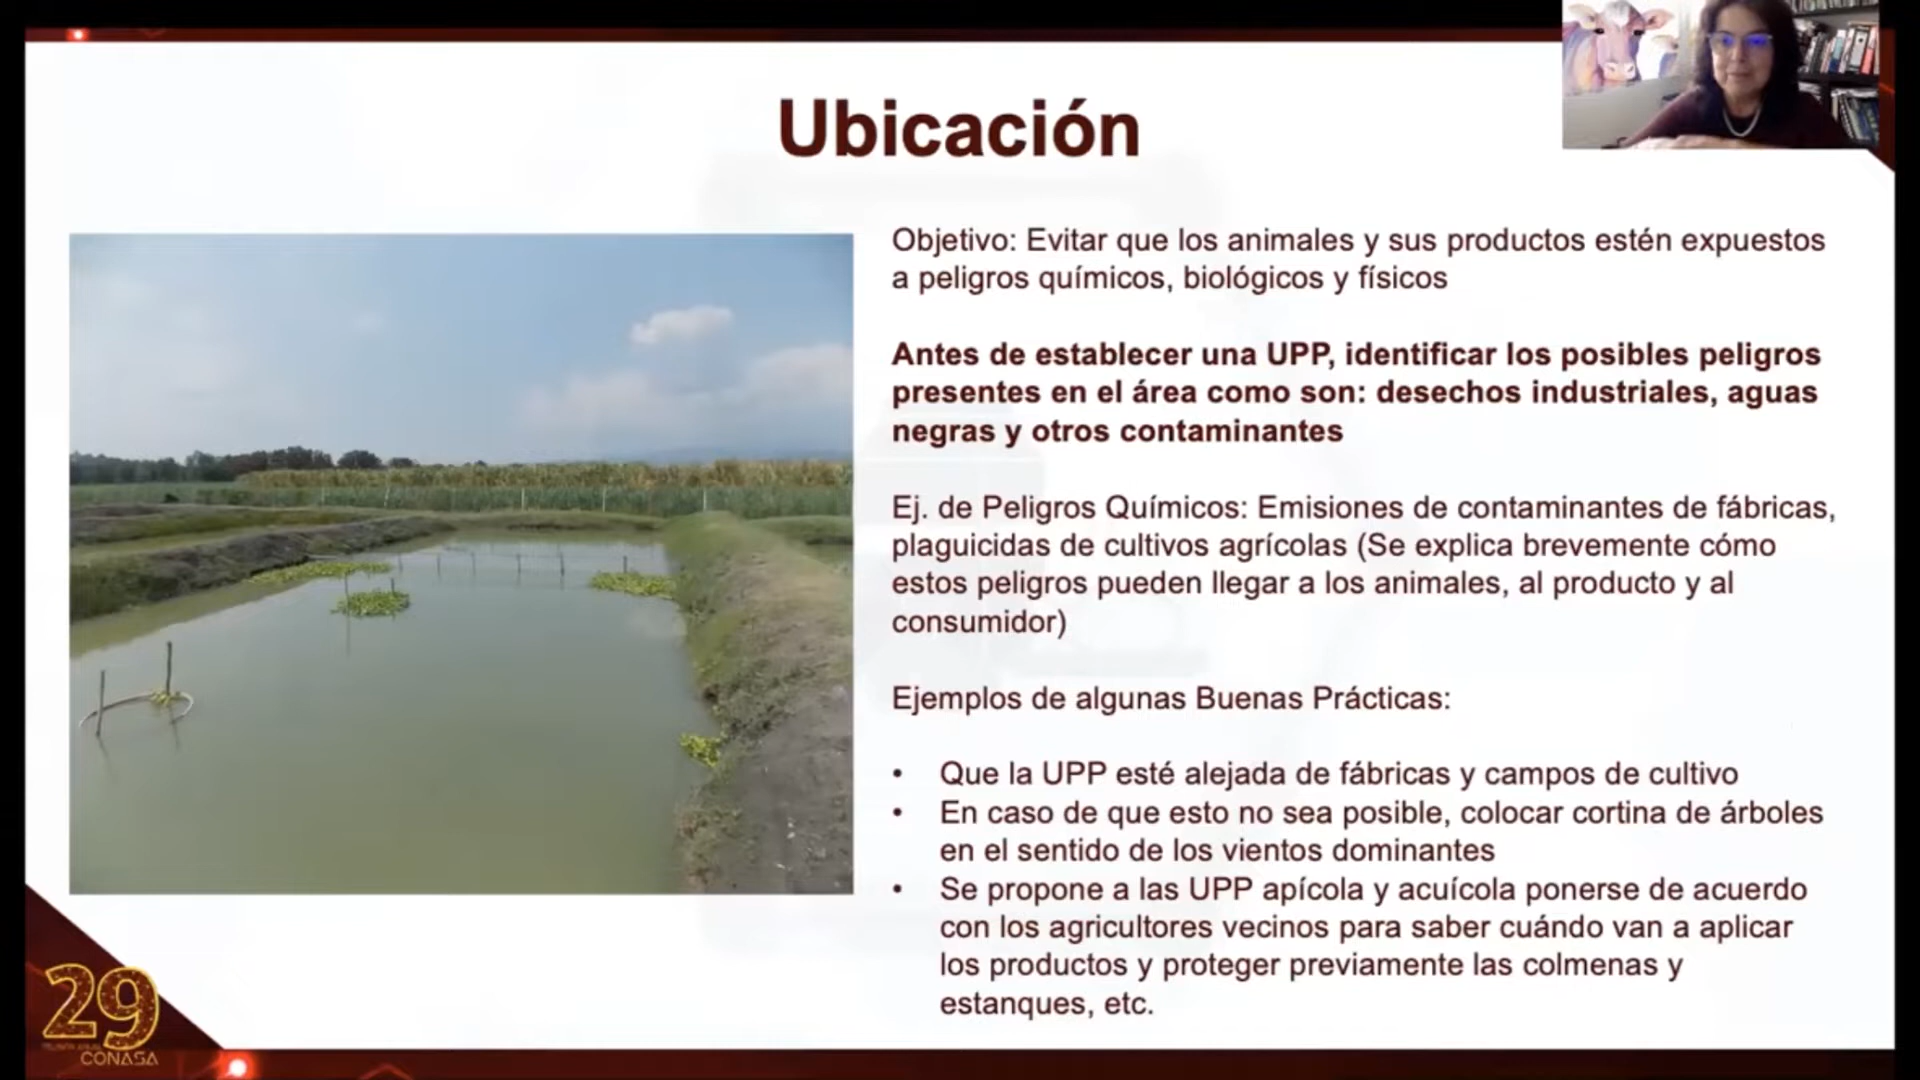 Ubicación
Objetivo: Evitar que los animales y sus productos estén expuestos
a peligros químicos, biológicos y físicos
Antes de establecer una UPP, identificar los posibles peligros
presentes en el área como son: desechos industriales, aguas
negras y otros contaminantes
Ej. de Peligros Químicos: Emisiones de contaminantes de fábricas,
plaguicidas de cultivos agrícolas (Se explica brevemente cómo
estos peligros pueden llegar a los animales, al producto y al
consumidor)
Ejemplos de algunas Buenas Prácticas:
• Que la UPP esté alejada de fábricas y campos de cultivo
• En caso de que esto no sea posible, colocar cortina de árboles
en el sentido de los vientos dominantes
• Se propone a las UPP apícola y acuícola ponerse de acuerdo
con los agricultores vecinos para saber cuándo van a aplicar
los productos y proteger previamente las colmenas y
estanques, etc.
29
CONASA